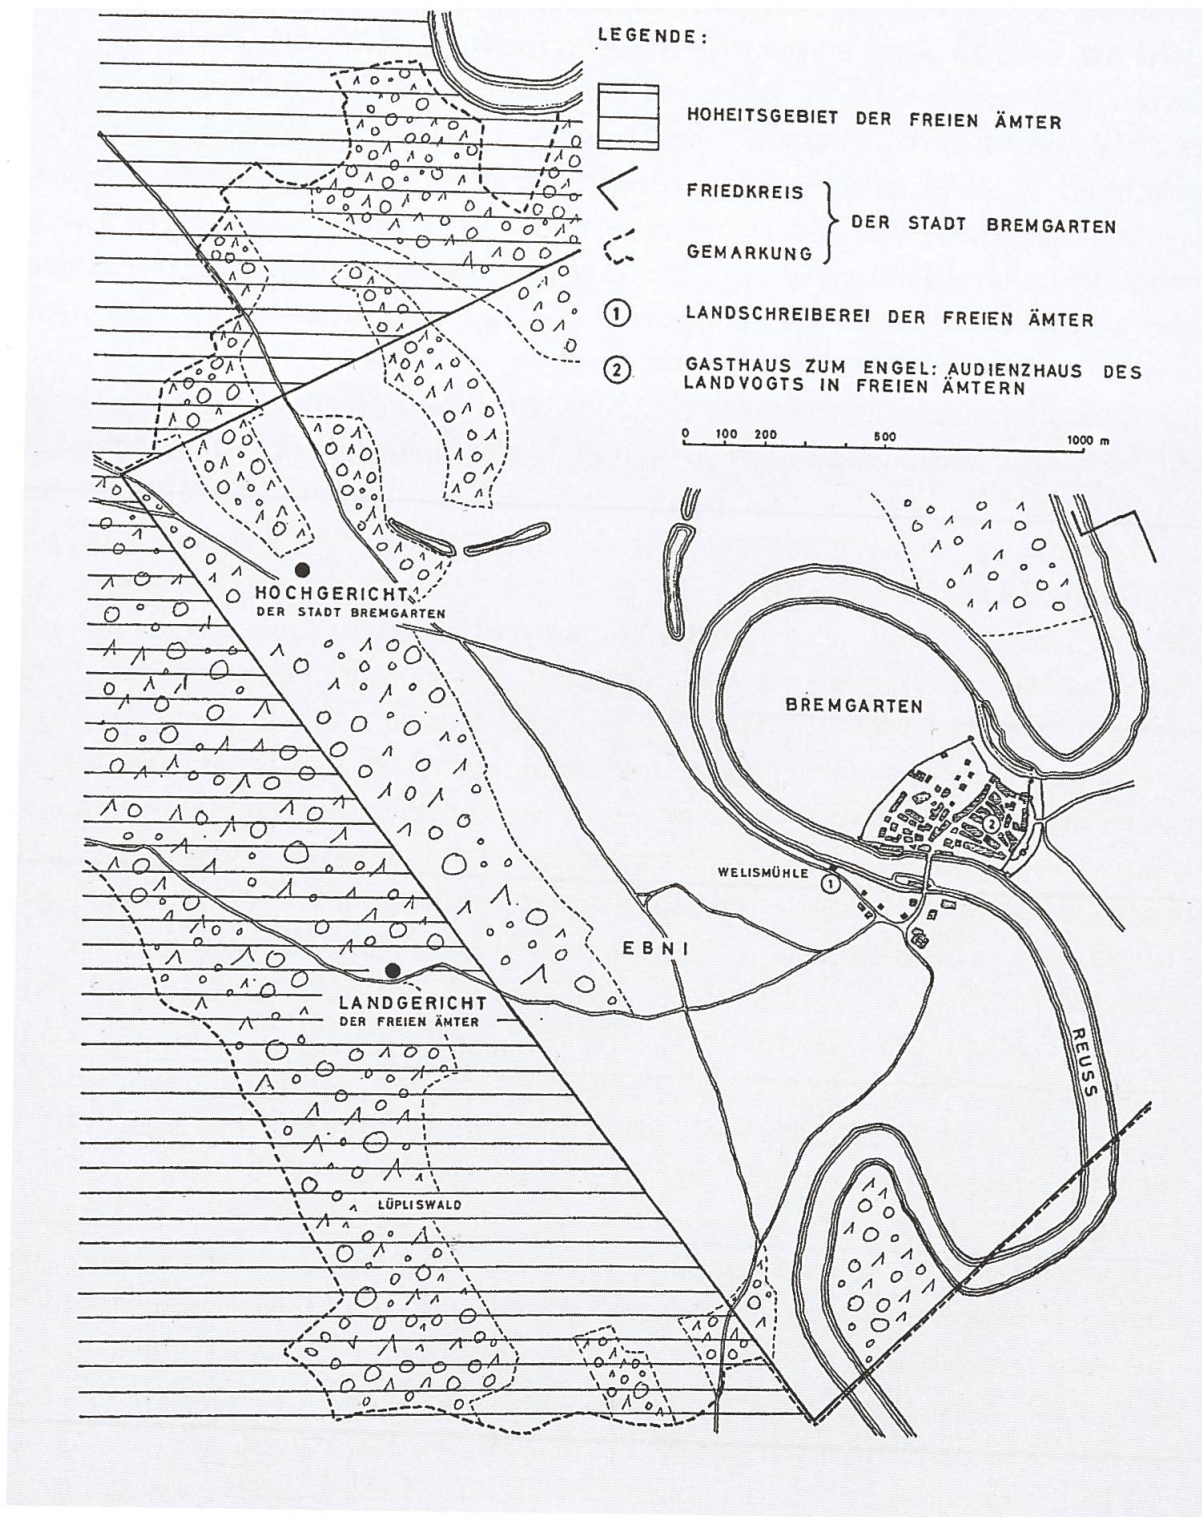 LEGENDE:
HOHEITSGEBIET DER FREIEN ÄMTER
FRIEDKREIS
DER STADT BREMGARTEN
GEMARKUNG
1 LANDSCHREIBEREI DER FREIEN ÄMTER
2 GASTHAUS ZUM ENGEL: AUDIENZHAUS DES
LANDVOGTS IN FREIEN ÄMTERN
0 100 200 500 1000 m
HOCHGERICHT
DER STADT BREMGARTEN
BREMGARTEN
2
WELISMÜHLE
1
EBNI
LANDGERICHT
DER FREIEN ÄMTER
REUSS
LÜPLISWALD